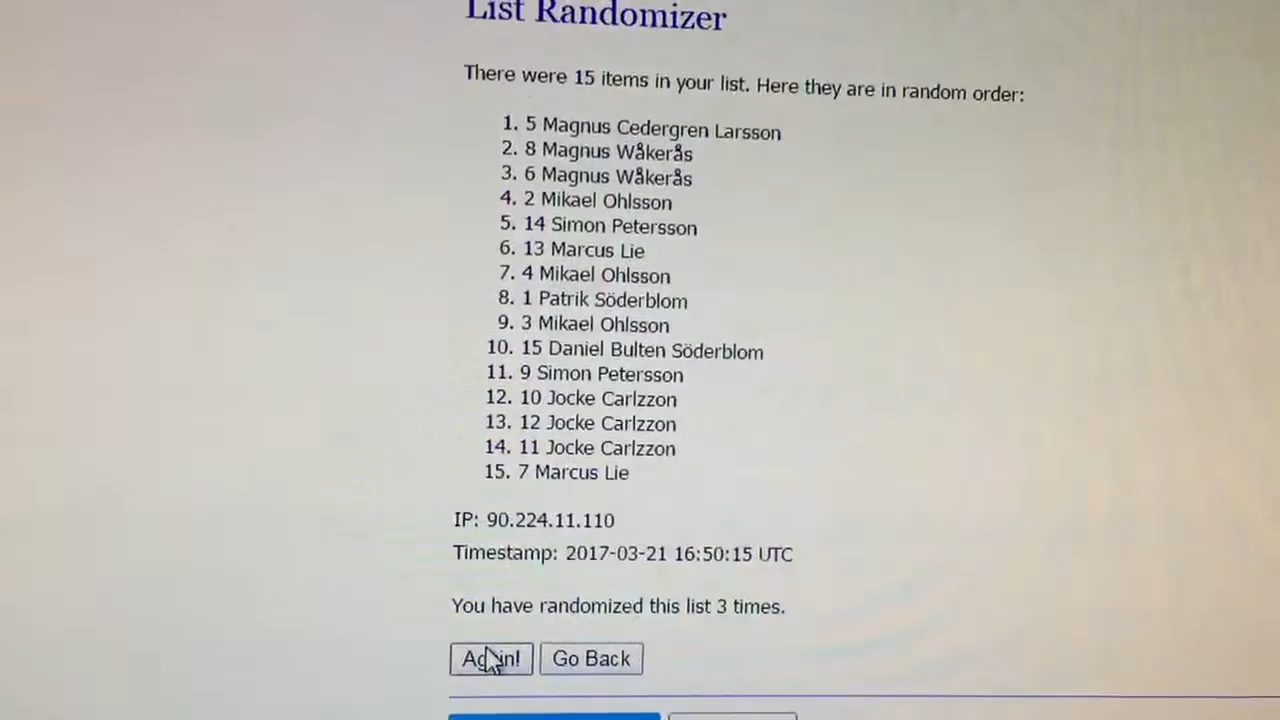 List Randomizer
There were 15 items in your list. Here they are in random order:
1. 5 Magnus Cedergren Larsson
2. 8 Magnus Wåkerås
3. 6 Magnus Wåkerås
4. 2 Mikael Ohlsson
5. 14 Simon Petersson
6. 13 Marcus Lie
7. 4 Mikael Ohlsson
8. 1 Patrik Söderblom
9. 3 Mikael Ohlsson
10. 15 Daniel Bulten Söderblom
11. 9 Simon Petersson
12. 10 Jocke Carlzzon
13. 12 Jocke Carlzzon
14. 11 Jocke Carlzzon
15. 7 Marcus Lie
IP: 90.224.11.110
Timestamp: 2017-03-21 16:50:15 UTC
You have randomized this list 3 times.
Again! Go Back